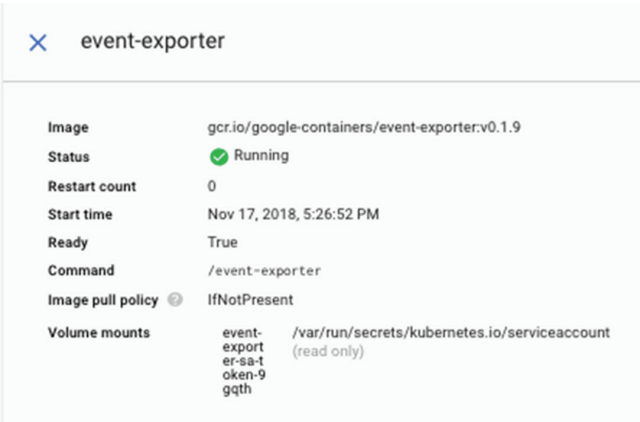 event-exporter
Image gcr.io/google-containers/event-exporter:v0.1.9
Status Running
Restart count 0
Start time Nov 17, 2018, 5:26:52 PM
Ready True
Command /event-exporter
Image pull policy ? IfNotPresent
Volume mounts event- /var/run/secrets/kubernetes.io/serviceaccount
export (read only)
er-sa-t
oken-9
gqth